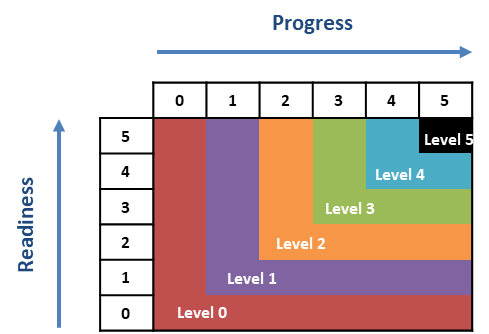 Progress
0 1 2 3 4 5
Readiness
5 Level 5
4 Level 4
3 Level 3
2 Level 2
1 Level 1
0 Level 0